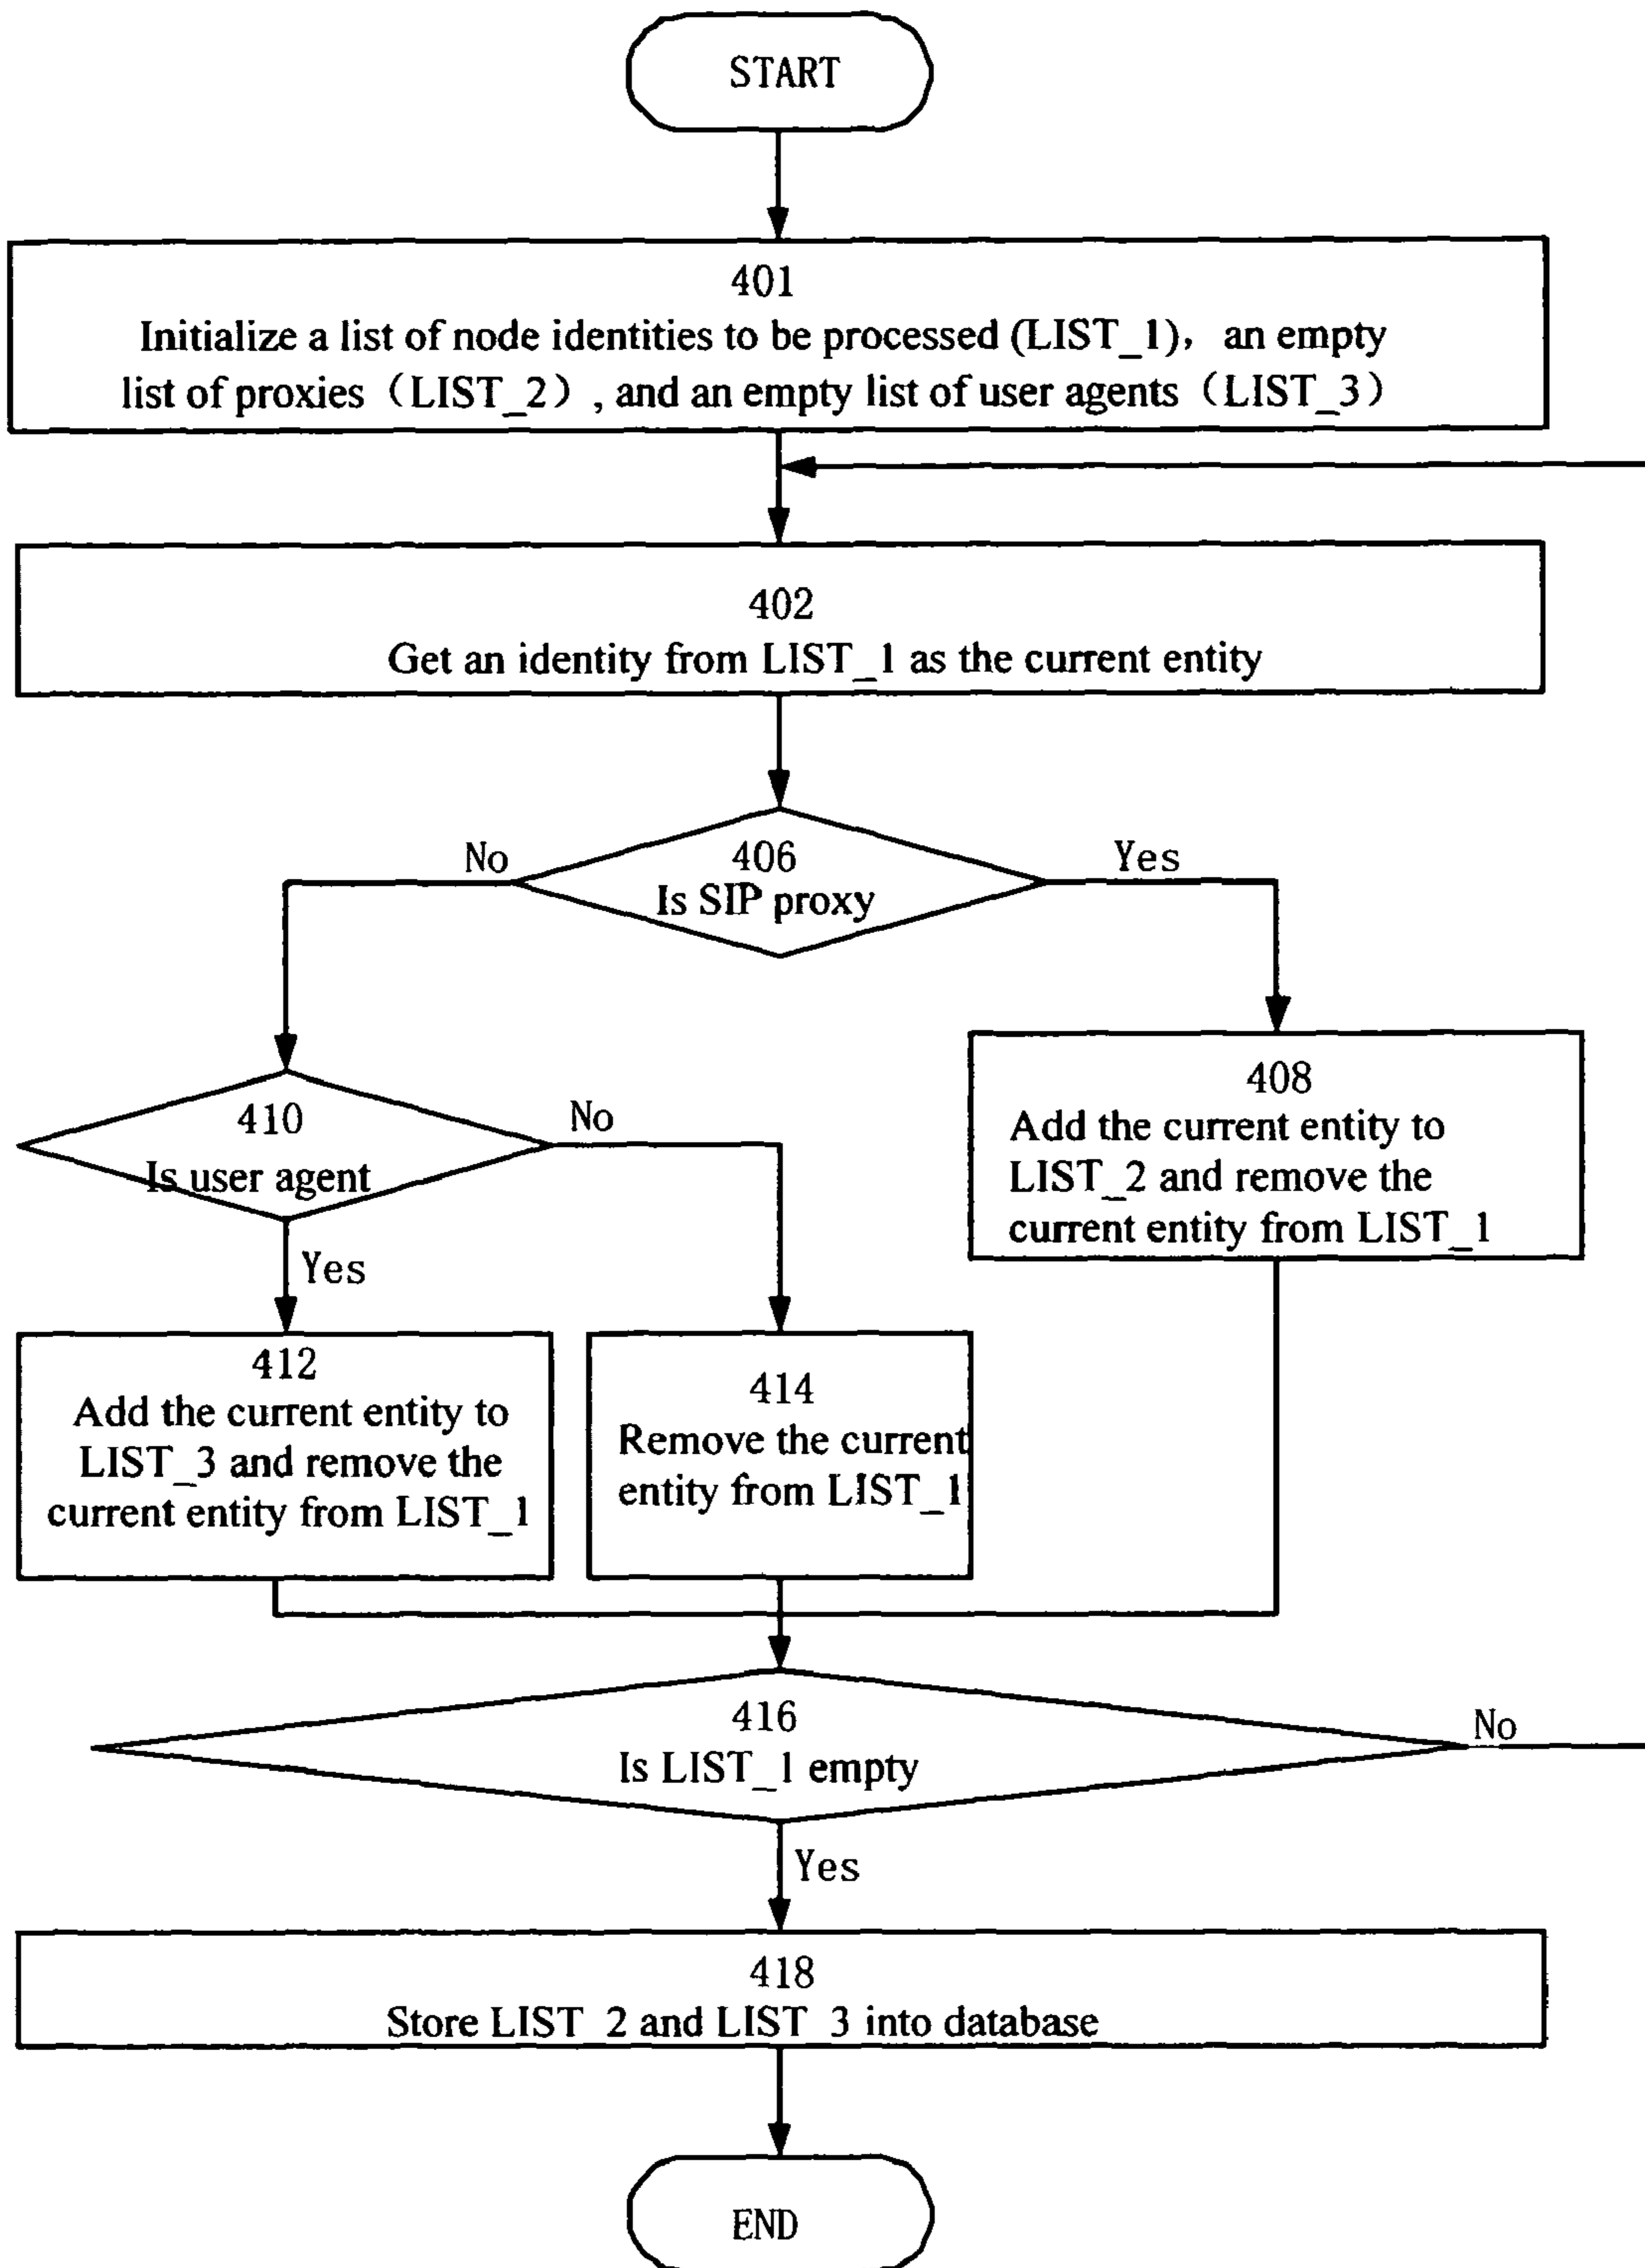 START
401
Initialize a list of node identities to be processed (LIST_1), an empty
list of proxies (LIST_2) , and an empty list of user agents (LIST_3)
402
Get an identity from LIST_1 as the current entity
No
406
Is SIP proxy
Yes
410
Is user agent
No
Yes
408
Add the current entity to
LIST_2 and remove the
current entity from LIST_1
412
Add the current entity to
LIST_3 and remove the
current entity from LIST_1
414
Remove the current
entity from LIST_1
416
Is LIST_1 empty
No
Yes
418
Store LIST_2 and LIST_3 into database
END